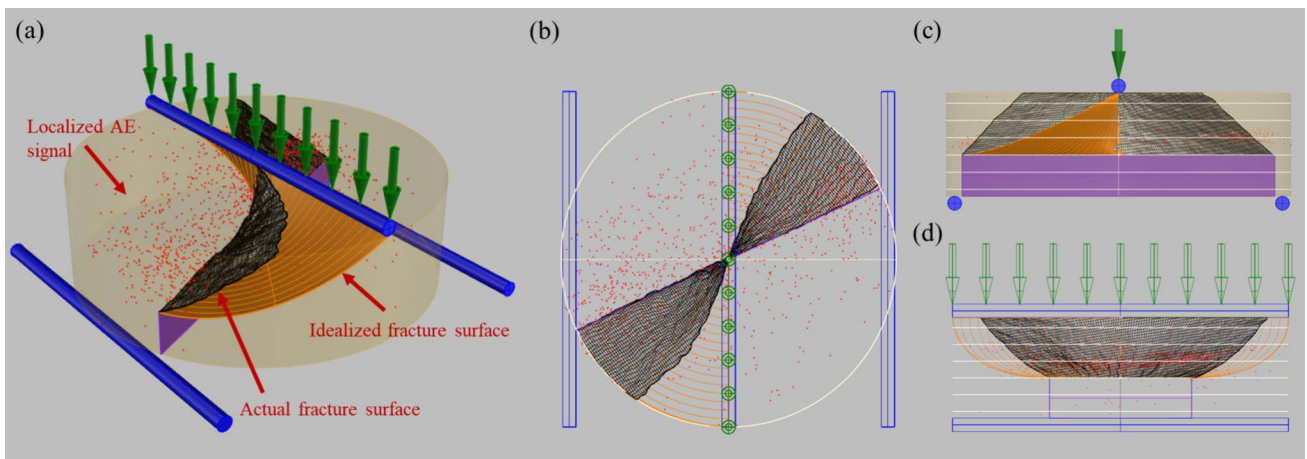 (a)
(b)
(c)
Localized AE
signal
(d)
Idealized fracture surface
Actual fracture surface